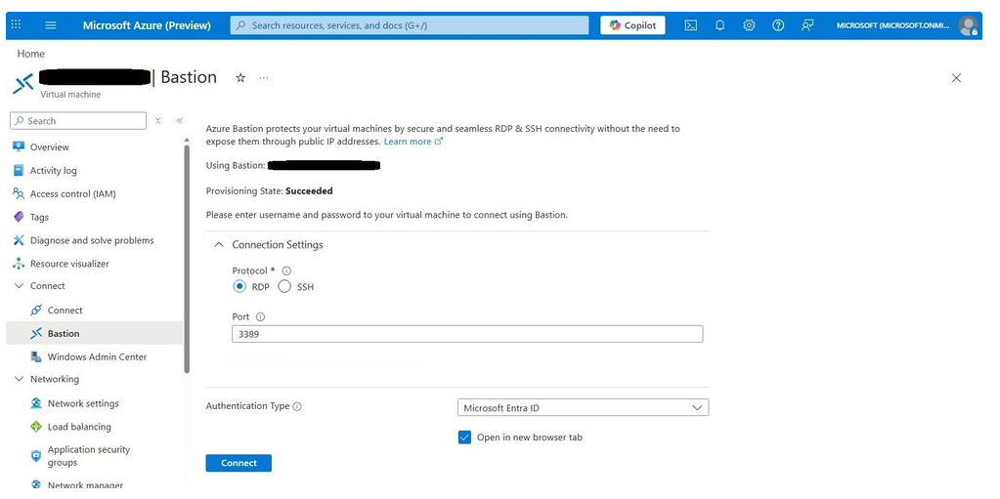 Microsoft Azure (Preview)
Search resources, services, and docs (G+/)
Copilot
MICROSOFT (MICROSOFT.ONMI...
Home
| Bastion
Virtual machine
Search
Overview
Activity log
Access control (IAM)
Tags
Diagnose and solve problems
Resource visualizer
Connect
Connect
Bastion
Windows Admin Center
Networking
Network settings
Load balancing
Application security
groups
Network manager
Azure Bastion protects your virtual machines by secure and seamless RDP & SSH connectivity without the need to
expose them through public IP addresses. Learn more
Using Bastion:
Provisioning State: Succeeded
Please enter username and password to your virtual machine to connect using Bastion.
Connection Settings
Protocol *
RDP SSH
Port
3389
Authentication Type
Microsoft Entra ID
Open in new browser tab
Connect